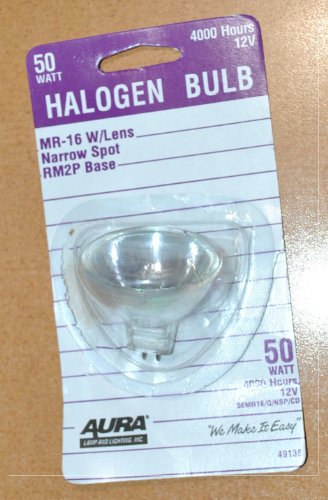 50
WATT
4000 Hours
12V
HALOGEN BULB
MR-16 W/Lens
Narrow Spot
RM2P Base
50
WATT
4000 Hours
12V
50MR16/Q/NSP/CD
AURA
LAMP AND LIGHTING, INC.
"We Make It Easy"
49130